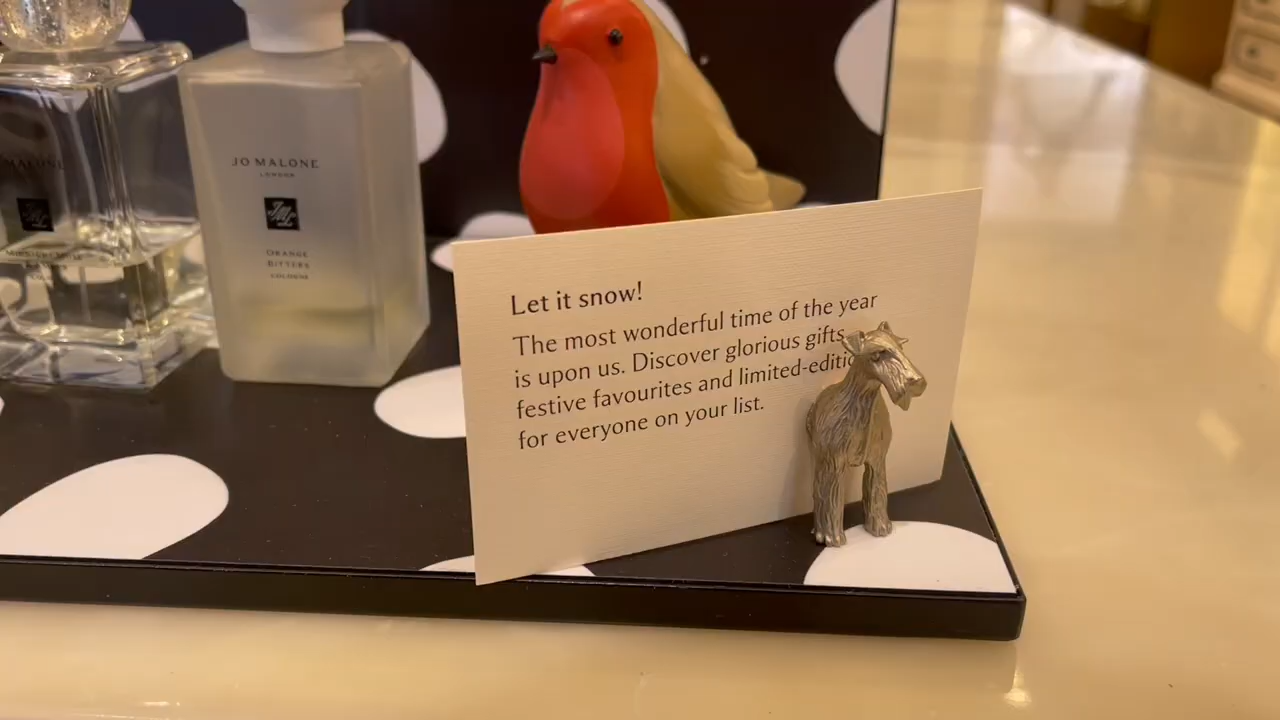 JO MALONE
LONDON
ORANGE
BITTERS
COLOGNE
Let it snow!
The most wonderful time of the year
is upon us. Discover glorious gifts
festive favourites and limited-editio
for everyone on your list.